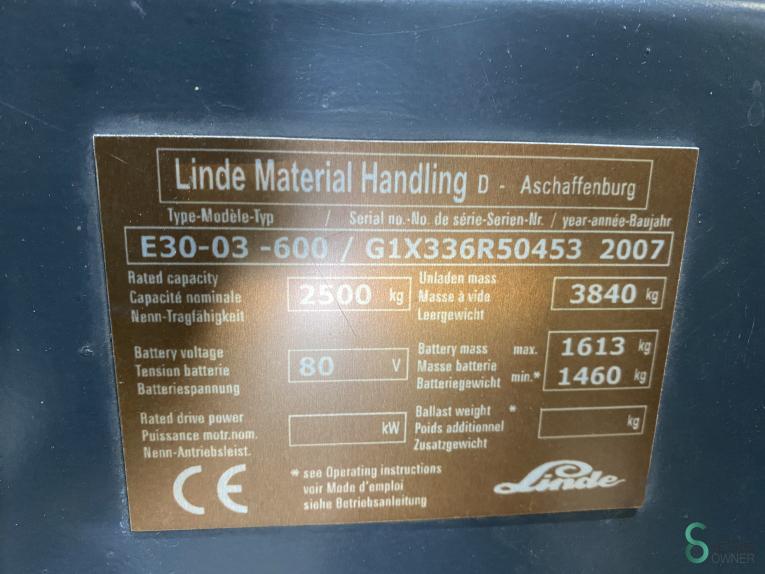 Linde Material Handling D - Aschaffenburg
Type-Modèle-Typ / Serial no.-No. de série-Serien-Nr. / year-année-Baujahr
E30-03 -600 / G1X336R50453 2007
Rated capacity
Capacité nominale
Nenn-Tragfähigkeit
2500 kg
Unladen mass
Masse à vide
Leergewicht
3840 kg
Battery voltage
Tension batterie
Batteriespannung
80 V
Battery mass max. 1613 kg
Masse batterie
Batteriegewicht min.* 1460 kg
Rated drive power
Puissance motr.nom.
Nenn-Antriebsleist.
kW
Ballast weight *
Poids additionnel
Zusatzgewicht
kg
* see Operating instructions
voir Mode d'emploi
siehe Betriebsanleitung
CE
Linde
OWNER